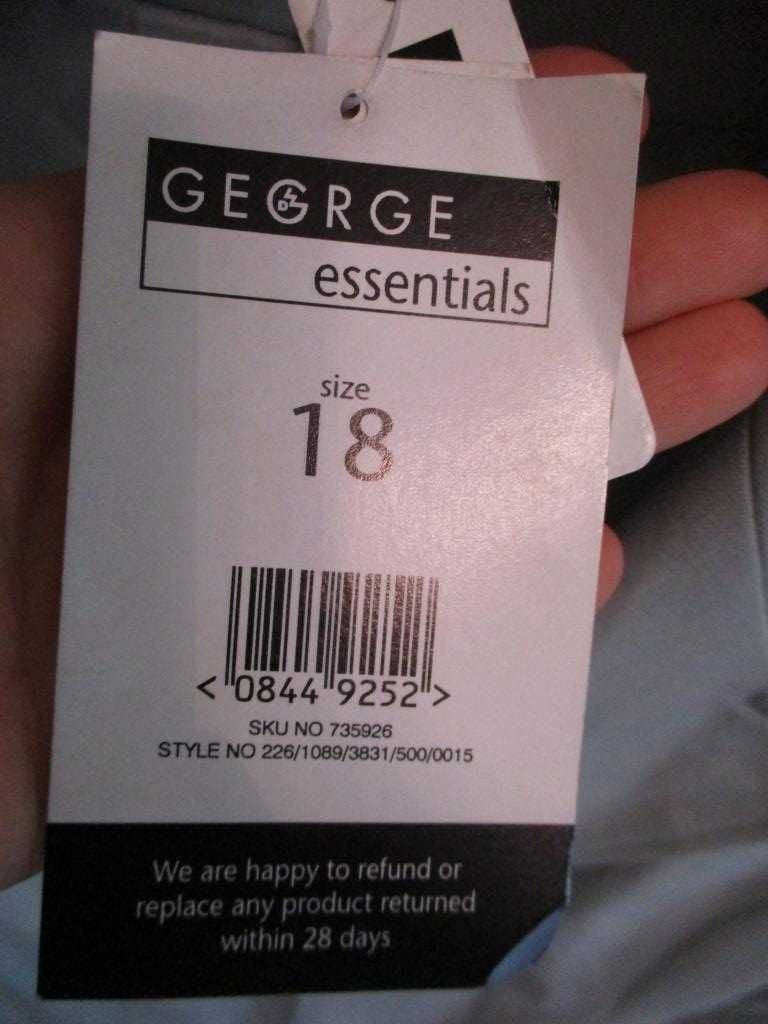 GEORGE
essentials
size
18
< 0844 9252 >
SKU NO 735926
STYLE NO 226/1089/3831/500/0015
We are happy to refund or
replace any product returned
within 28 days